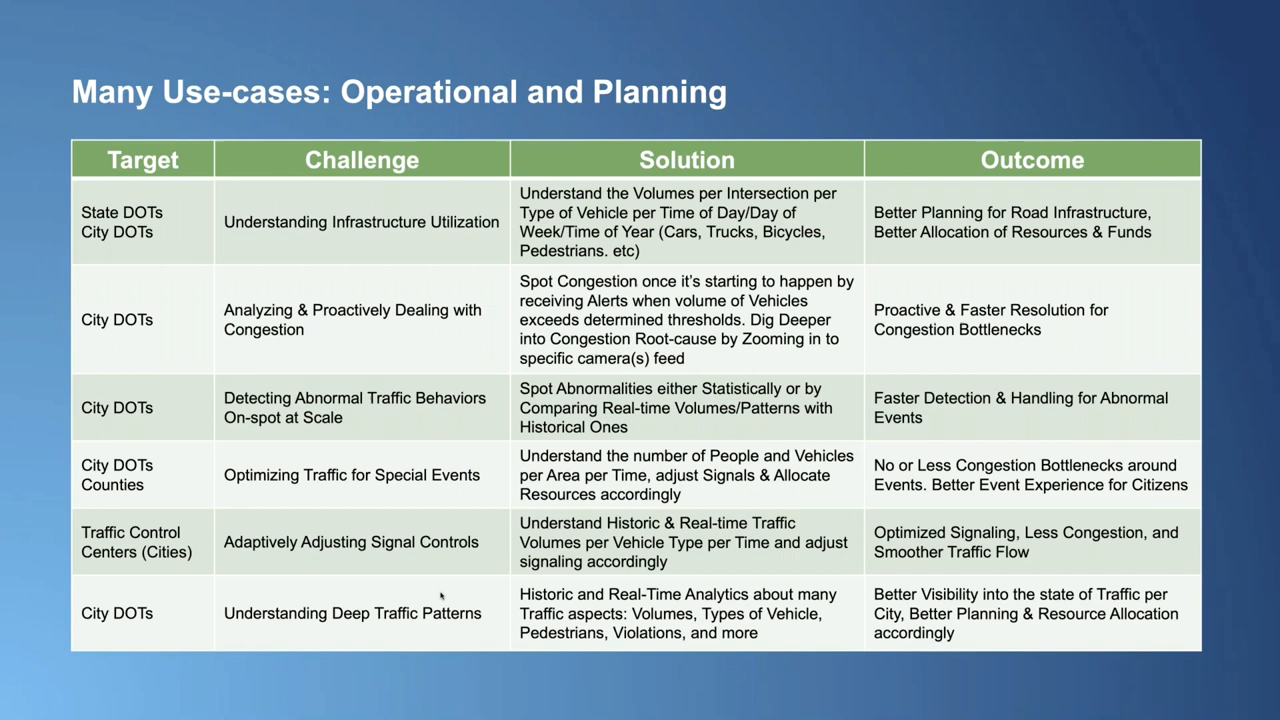 Many Use-cases: Operational and Planning
Target
Challenge
Solution
Outcome
State DOTs
City DOTs
Understanding Infrastructure Utilization
Understand the Volumes per Intersection per
Type of Vehicle per Time of Day/Day of
Week/Time of Year (Cars, Trucks, Bicycles,
Pedestrians. etc)
Better Planning for Road Infrastructure,
Better Allocation of Resources & Funds
City DOTs
Analyzing & Proactively Dealing with
Congestion
Spot Congestion once it’s starting to happen by
receiving Alerts when volume of Vehicles
exceeds determined thresholds. Dig Deeper
into Congestion Root-cause by Zooming in to
specific camera(s) feed
Proactive & Faster Resolution for
Congestion Bottlenecks
City DOTs
Detecting Abnormal Traffic Behaviors
On-spot at Scale
Spot Abnormalities either Statistically or by
Comparing Real-time Volumes/Patterns with
Historical Ones
Faster Detection & Handling for Abnormal
Events
City DOTs
Counties
Optimizing Traffic for Special Events
Understand the number of People and Vehicles
per Area per Time, adjust Signals & Allocate
Resources accordingly
No or Less Congestion Bottlenecks around
Events. Better Event Experience for Citizens
Traffic Control
Centers (Cities)
Adaptively Adjusting Signal Controls
Understand Historic & Real-time Traffic
Volumes per Vehicle Type per Time and adjust
signaling accordingly
Optimized Signaling, Less Congestion, and
Smoother Traffic Flow
City DOTs
Understanding Deep Traffic Patterns
Historic and Real-Time Analytics about many
Traffic aspects: Volumes, Types of Vehicle,
Pedestrians, Violations, and more
Better Visibility into the state of Traffic per
City, Better Planning & Resource Allocation
accordingly